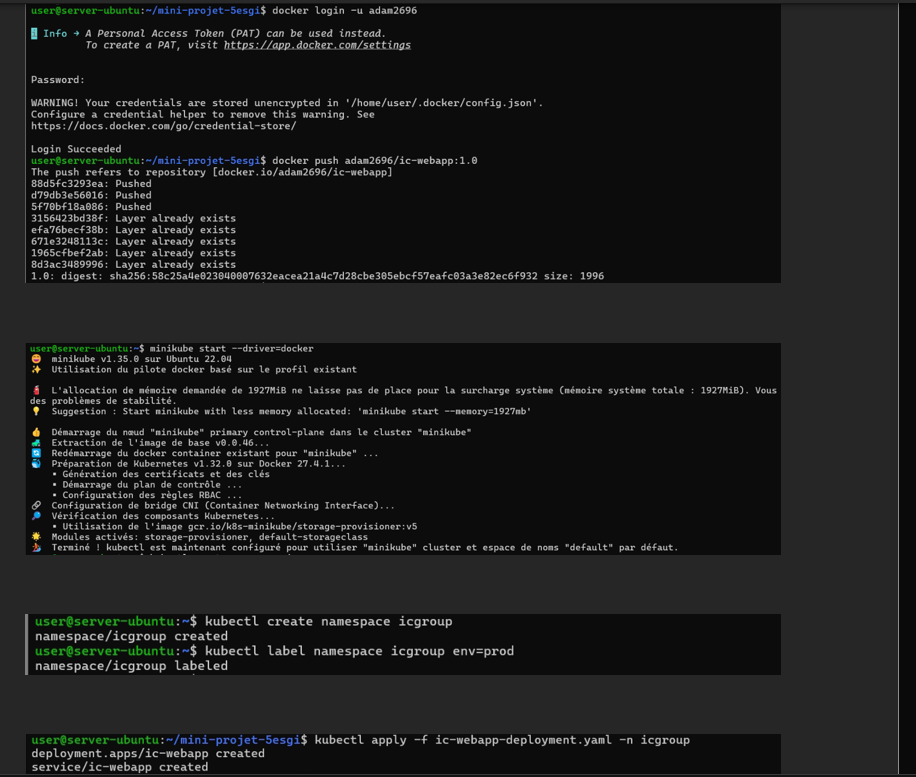 user@server-ubuntu:~/mini-projet-5esgi$ docker login -u adam2696
i Info → A Personal Access Token (PAT) can be used instead.
To create a PAT, visit https://app.docker.com/settings
Password:
WARNING! Your credentials are stored unencrypted in '/home/user/.docker/config.json'.
Configure a credential helper to remove this warning. See
https://docs.docker.com/go/credential-store/
Login Succeeded
user@server-ubuntu:~/mini-projet-5esgi$ docker push adam2696/ic-webapp:1.0
The push refers to repository [docker.io/adam2696/ic-webapp]
88d5fc3293ea: Pushed
d79db3e56016: Pushed
5f70bf18a086: Pushed
3156423bd38f: Layer already exists
efa76becf38b: Layer already exists
671e3248113c: Layer already exists
1965cfbef2ab: Layer already exists
8d3ac3489996: Layer already exists
1.0: digest: sha256:58c25a4e023040007632eacea21a4c7d28cbe305ebcf57eafc03a3e82ec6f932 size: 1996
user@server-ubuntu:~$ minikube start --driver=docker
minikube v1.35.0 sur Ubuntu 22.04
Utilisation du pilote docker basé sur le profil existant
L'allocation de mémoire demandée de 1927MiB ne laisse pas de place pour la surcharge système (mémoire système totale : 1927MiB). Vous
des problèmes de stabilité.
Suggestion : Start minikube with less memory allocated: 'minikube start --memory=1927mb'
Démarrage du nœud "minikube" primary control-plane dans le cluster "minikube"
Extraction de l'image de base v0.0.46...
Redémarrage du docker container existant pour "minikube" ...
Préparation de Kubernetes v1.32.0 sur Docker 27.4.1...
▪ Génération des certificats et des clés
▪ Démarrage du plan de contrôle ...
▪ Configuration des règles RBAC ...
Configuration de bridge CNI (Container Networking Interface)...
Vérification des composants Kubernetes...
▪ Utilisation de l'image gcr.io/k8s-minikube/storage-provisioner:v5
Modules activés: storage-provisioner, default-storageclass
Terminé ! kubectl est maintenant configuré pour utiliser "minikube" cluster et espace de noms "default" par défaut.
user@server-ubuntu:~$ kubectl create namespace icgroup
namespace/icgroup created
user@server-ubuntu:~$ kubectl label namespace icgroup env=prod
namespace/icgroup labeled
user@server-ubuntu:~/mini-projet-5esgi$ kubectl apply -f ic-webapp-deployment.yaml -n icgroup
deployment.apps/ic-webapp created
service/ic-webapp created